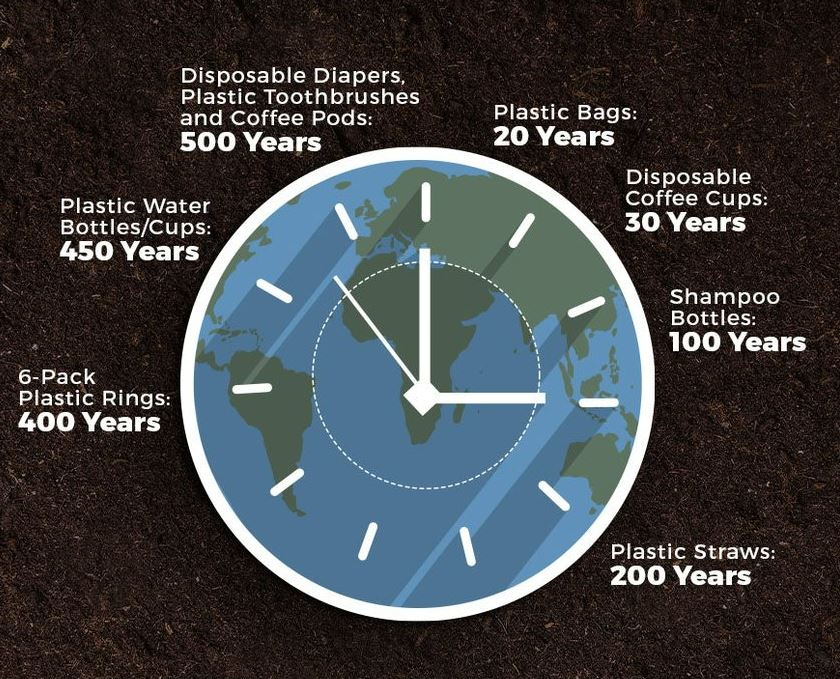 Disposable Diapers,
Plastic Toothbrushes
and Coffee Pods:
500 Years
Plastic Bags:
20 Years
Disposable
Coffee Cups:
30 Years
Shampoo
Bottles:
100 Years
Plastic Straws:
200 Years
6-Pack
Plastic Rings:
400 Years
Plastic Water
Bottles/Cups:
450 Years